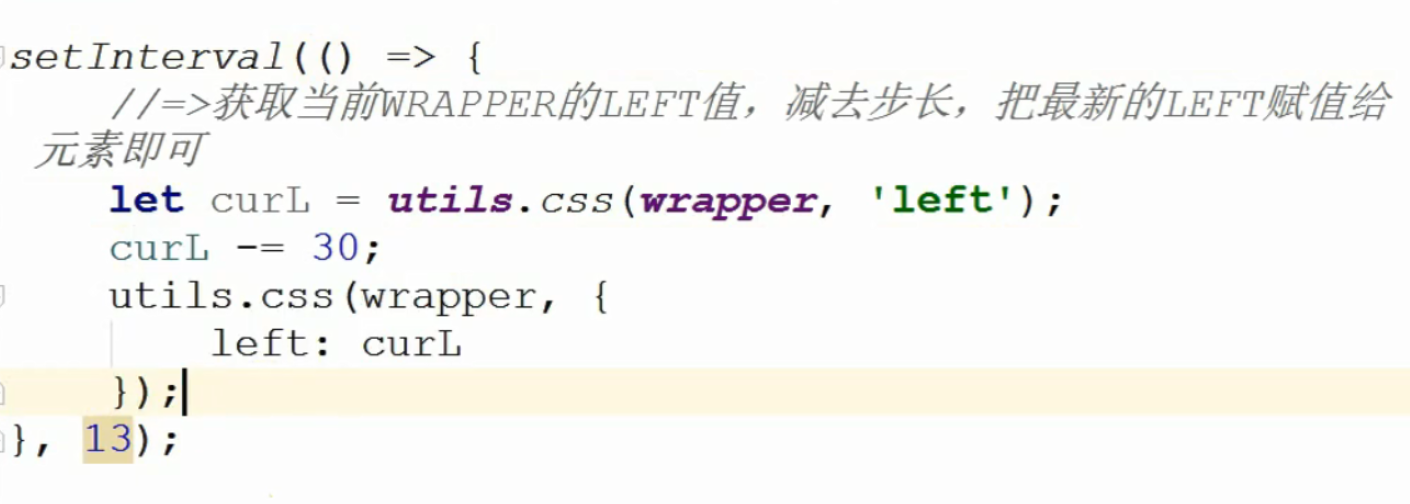 setInterval(() => {
//=>获取当前WRAPPER的LEFT值，减去步长，把最新的LEFT赋值给
元素即可
let curL = utils.css(wrapper, 'left');
curL -= 30;
utils.css(wrapper, {
left: curL
});
}, 13);